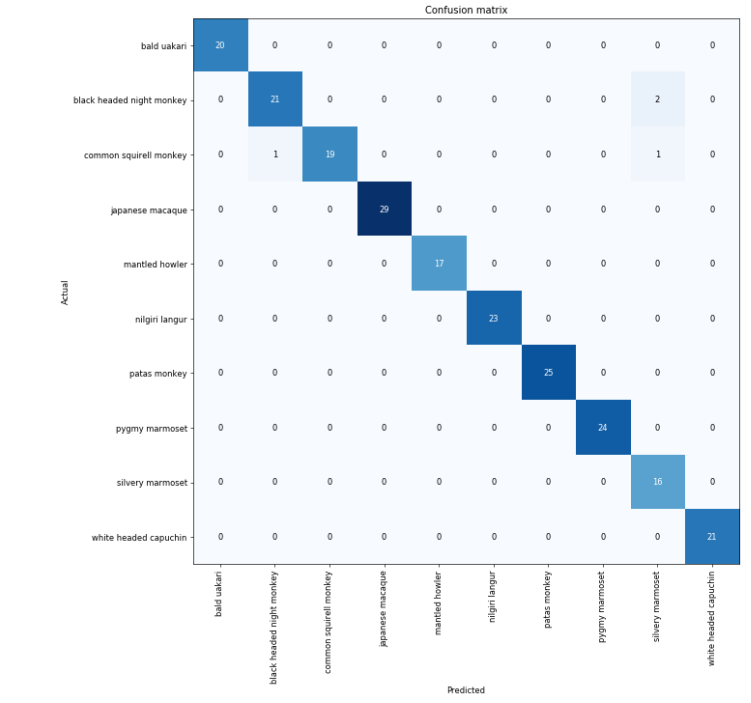 Confusion matrix
bald uakari 20 0 0 0 0 0 0 0 0 0
black headed night monkey 0 21 0 0 0 0 0 0 2 0
common squirell monkey 0 1 19 0 0 0 0 0 1 0
japanese macaque 0 0 0 29 0 0 0 0 0 0
mantled howler 0 0 0 0 17 0 0 0 0 0
Actual
nilgiri langur 0 0 0 0 0 23 0 0 0 0
patas monkey 0 0 0 0 0 0 25 0 0 0
pygmy marmoset 0 0 0 0 0 0 0 24 0 0
silvery marmoset 0 0 0 0 0 0 0 0 16 0
white headed capuchin 0 0 0 0 0 0 0 0 0 21
bald uakari
black headed night monkey
common squirell monkey
japanese macaque
mantled howler
nilgiri langur
patas monkey
pygmy marmoset
silvery marmoset
white headed capuchin
Predicted